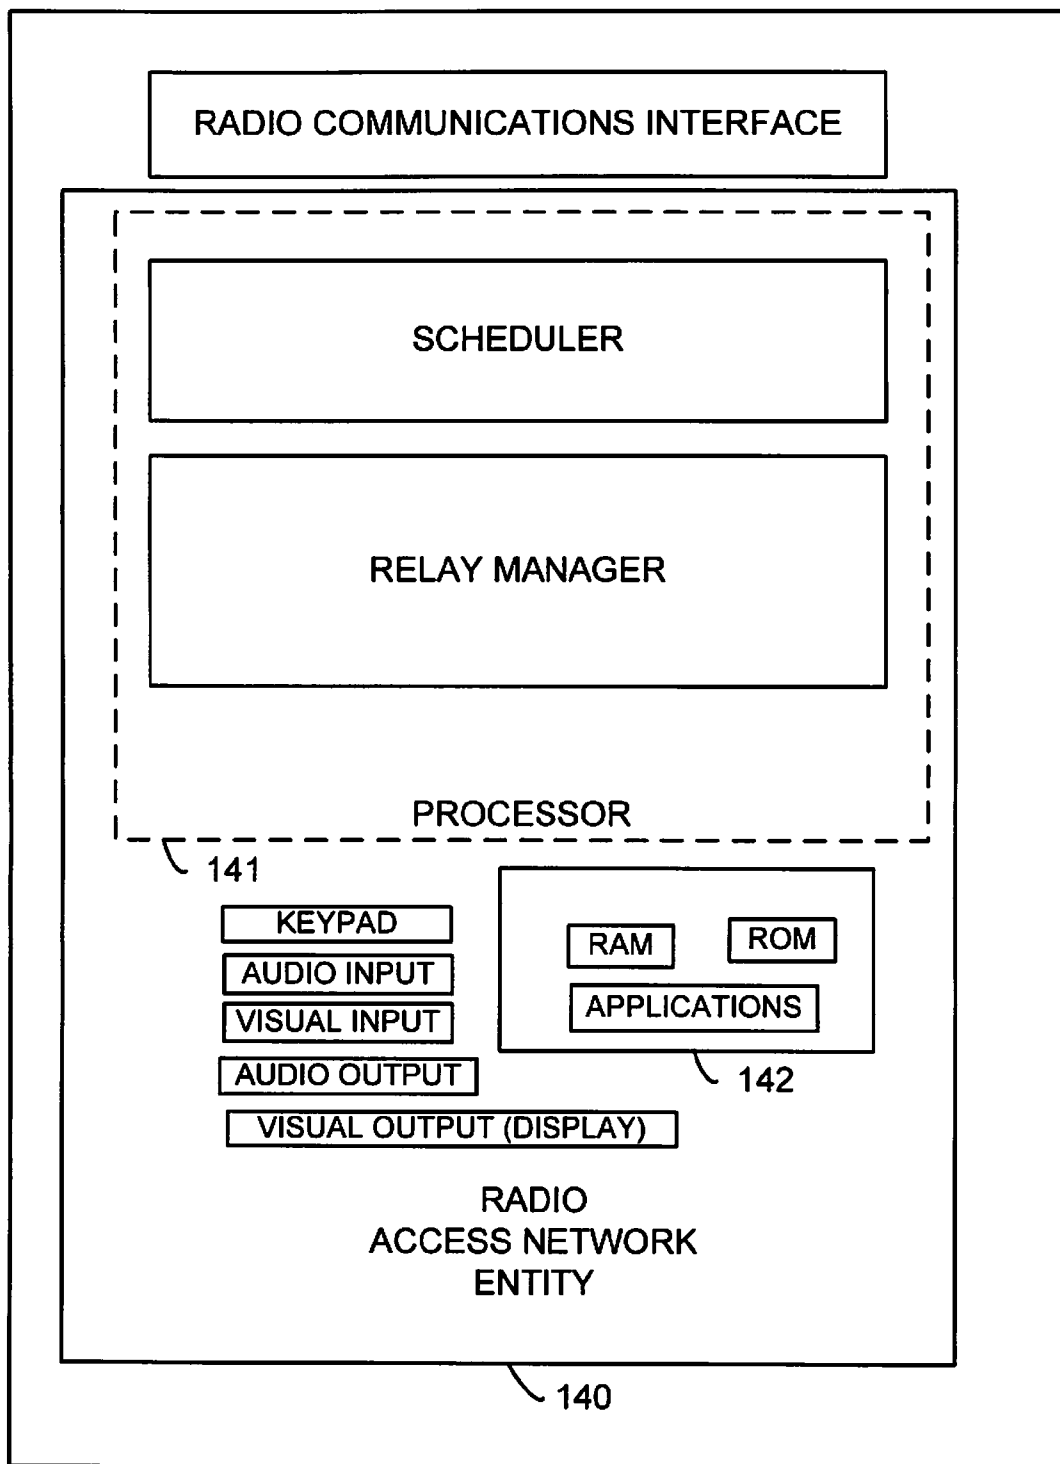 RADIO COMMUNICATIONS INTERFACE
SCHEDULER
RELAY MANAGER
PROCESSOR
141
KEYPAD
AUDIO INPUT
VISUAL INPUT
AUDIO OUTPUT
VISUAL OUTPUT (DISPLAY)
RAM
ROM
APPLICATIONS
142
RADIO
ACCESS NETWORK
ENTITY
140